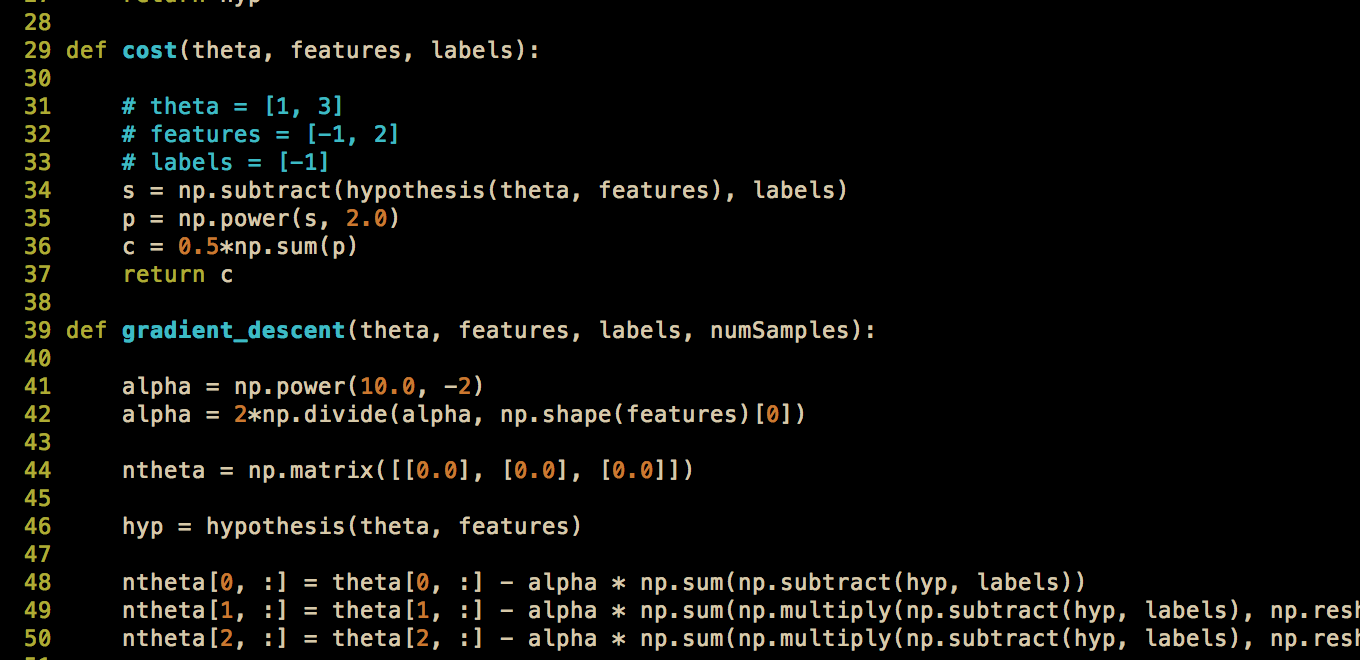 28
29 def cost(theta, features, labels):
30
31     # theta = [1, 3]
32     # features = [-1, 2]
33     # labels = [-1]
34     s = np.subtract(hypothesis(theta, features), labels)
35     p = np.power(s, 2.0)
36     c = 0.5*np.sum(p)
37     return c
38
39 def gradient_descent(theta, features, labels, numSamples):
40
41     alpha = np.power(10.0, -2)
42     alpha = 2*np.divide(alpha, np.shape(features)[0])
43
44     ntheta = np.matrix([[0.0], [0.0], [0.0]])
45
46     hyp = hypothesis(theta, features)
47
48     ntheta[0, :] = theta[0, :] - alpha * np.sum(np.subtract(hyp, labels))
49     ntheta[1, :] = theta[1, :] - alpha * np.sum(np.multiply(np.subtract(hyp, labels), np.resh
50     ntheta[2, :] = theta[2, :] - alpha * np.sum(np.multiply(np.subtract(hyp, labels), np.resh